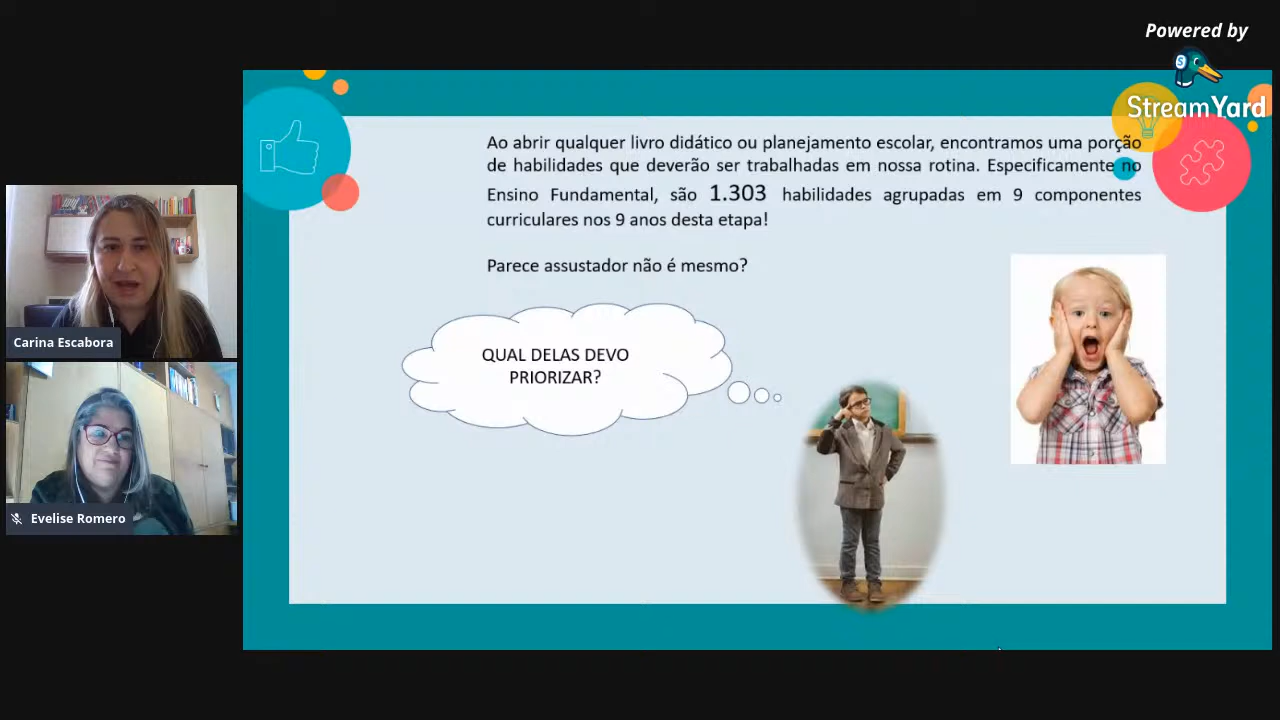 Powered by
StreamYard
Ao abrir qualquer livro didático ou planejamento escolar, encontramos uma porção
de habilidades que deverão ser trabalhadas em nossa rotina. Especificamente no
Ensino Fundamental, são 1.303 habilidades agrupadas em 9 componentes
curriculares nos 9 anos desta etapa!
Parece assustador não é mesmo?
QUAL DELAS DEVO
PRIORIZAR?
Carina Escabora
Evelise Romero